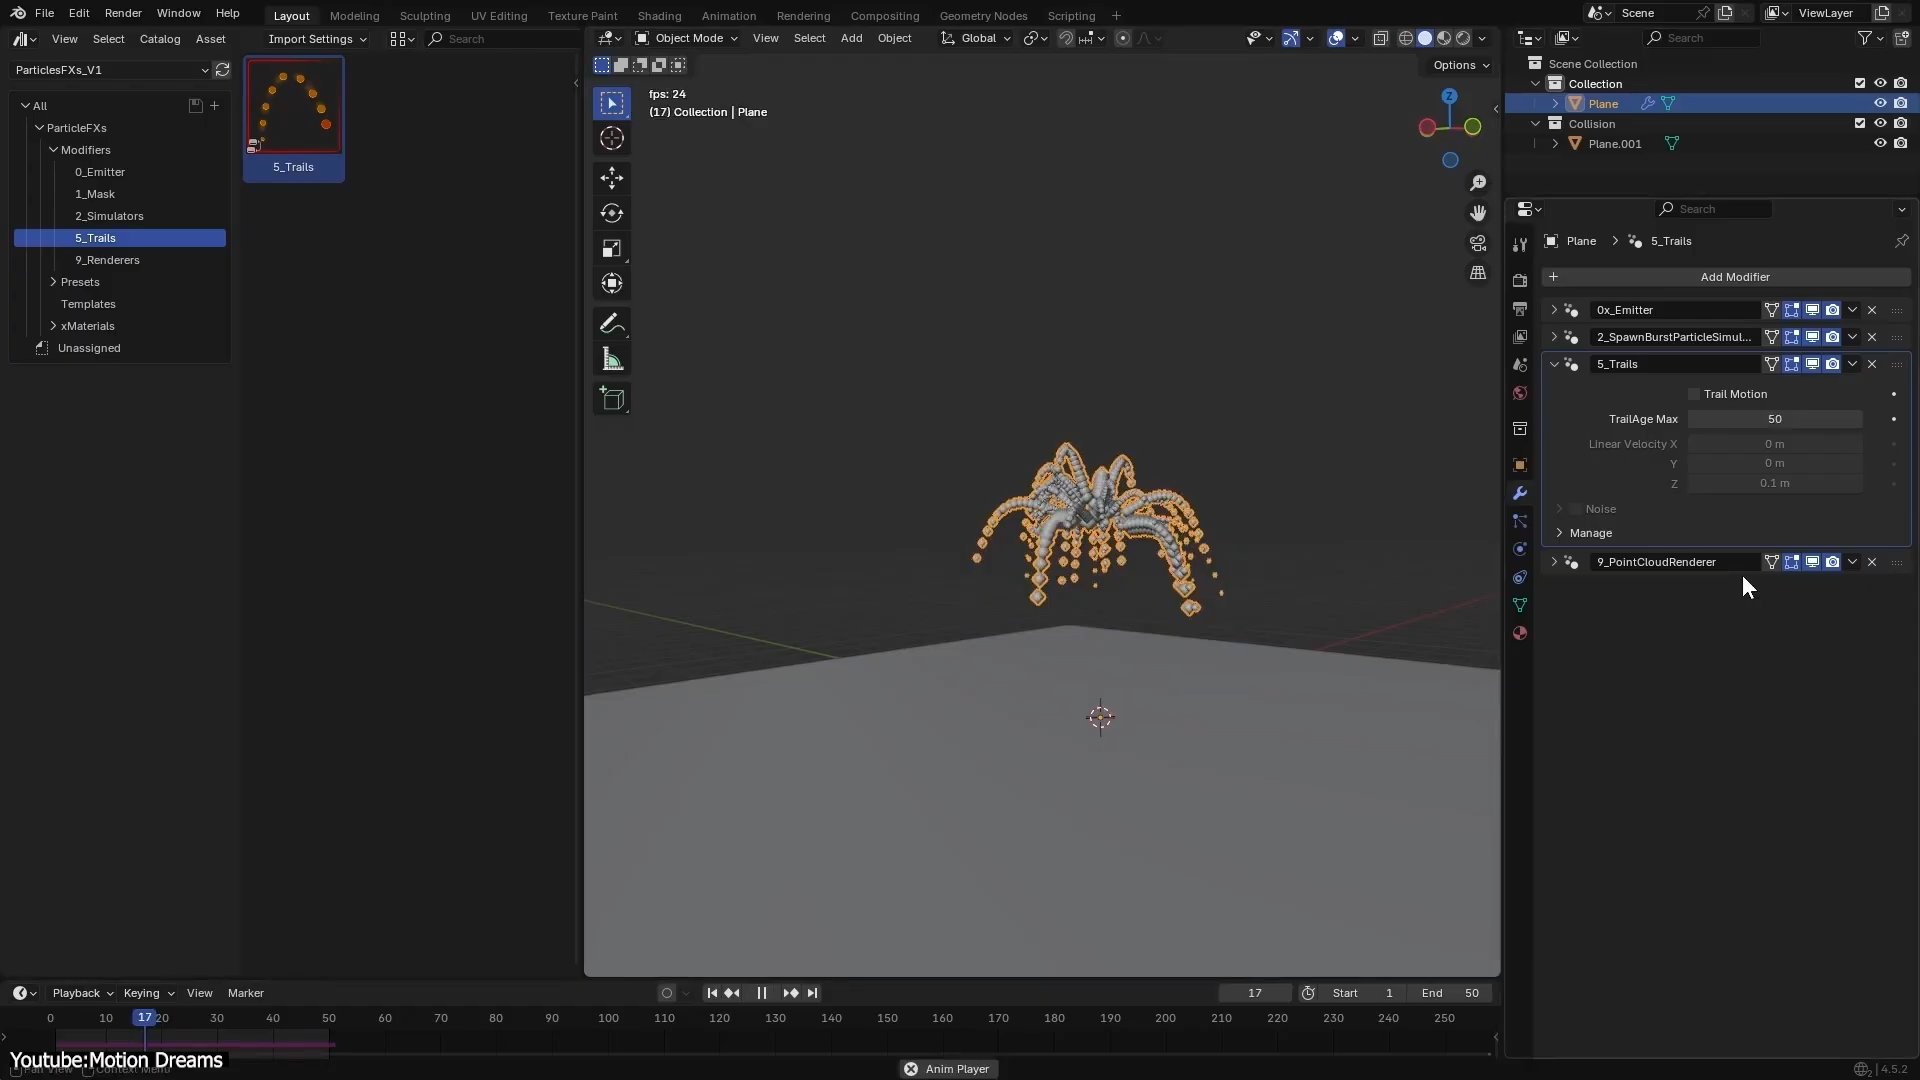 File Edit Render Window Help Layout Modeling Sculpting UV Editing Texture Paint Shading Animation Rendering Compositing Geometry Nodes Scripting + Scene ViewLayer
View Select Catalog Asset Import Settings Search Object Mode View Select Add Object Global Search
ParticlesFXs_V1
Options
All
ParticleFXs
Modifiers
0_Emitter
1_Mask
2_Simulators
5_Trails
9_Renderers
Presets
Templates
xMaterials
Unassigned
5_Trails
fps: 24
(17) Collection | Plane
Z
Scene Collection
Collection
Plane
Collision
Plane.001
Search
Plane > 5_Trails
+ Add Modifier
0x_Emitter
2_SpawnBurstParticleSimul...
5_Trails
Trail Motion
TrailAge Max 50
Linear Velocity X 0 m
Y 0 m
Z 0.1 m
Noise
Manage
9_PointCloudRenderer
Playback Keying View Marker 17 Start 1 End 50
0 10 17 20 30 40 50 60 70 80 90 100 110 120 130 140 150 160 170 180 190 200 210 220 230 240 250
Youtube:Motion Dreams
Anim Player
4.5.2